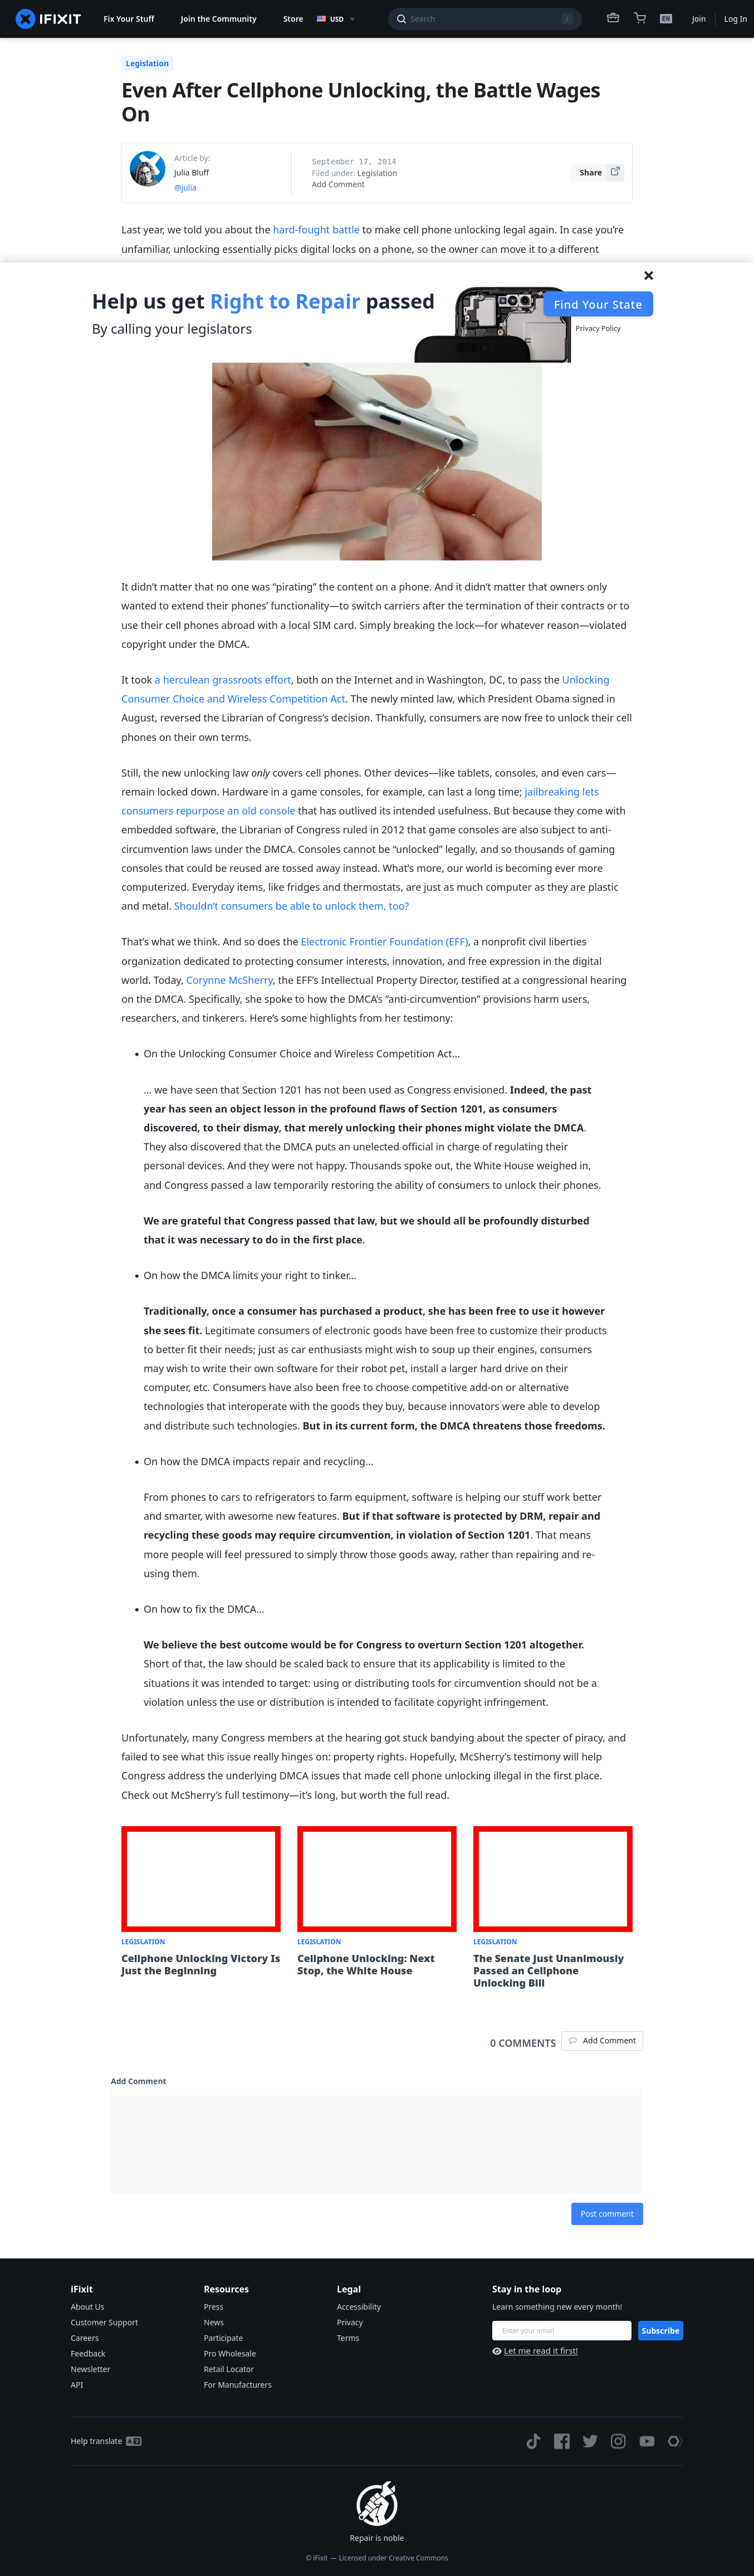 IFIXIT
Fix Your Stuff
Join the Community
Store
USD
Search
/
EN
Join
Log In
Legislation
Even After Cellphone Unlocking, the Battle Wages
On
Article by:
Julia Bluff
@julia
September 17, 2014
Filed under: Legislation
Add Comment
Share
Last year, we told you about the hard-fought battle to make cell phone unlocking legal again. In case you’re
unfamiliar, unlocking essentially picks digital locks on a phone, so the owner can move it to a different
Help us get Right to Repair passed
By calling your legislators
Find Your State
Privacy Policy
It didn’t matter that no one was “pirating” the content on a phone. And it didn’t matter that owners only
wanted to extend their phones’ functionality—to switch carriers after the termination of their contracts or to
use their cell phones abroad with a local SIM card. Simply breaking the lock—for whatever reason—violated
copyright under the DMCA.
It took a herculean grassroots effort, both on the Internet and in Washington, DC, to pass the Unlocking
Consumer Choice and Wireless Competition Act. The newly minted law, which President Obama signed in
August, reversed the Librarian of Congress’s decision. Thankfully, consumers are now free to unlock their cell
phones on their own terms.
Still, the new unlocking law only covers cell phones. Other devices—like tablets, consoles, and even cars—
remain locked down. Hardware in a game consoles, for example, can last a long time; jailbreaking lets
consumers repurpose an old console that has outlived its intended usefulness. But because they come with
embedded software, the Librarian of Congress ruled in 2012 that game consoles are also subject to anti-
circumvention laws under the DMCA. Consoles cannot be “unlocked” legally, and so thousands of gaming
consoles that could be reused are tossed away instead. What’s more, our world is becoming ever more
computerized. Everyday items, like fridges and thermostats, are just as much computer as they are plastic
and metal. Shouldn’t consumers be able to unlock them, too?
That’s what we think. And so does the Electronic Frontier Foundation (EFF), a nonprofit civil liberties
organization dedicated to protecting consumer interests, innovation, and free expression in the digital
world. Today, Corynne McSherry, the EFF’s Intellectual Property Director, testified at a congressional hearing
on the DMCA. Specifically, she spoke to how the DMCA’s “anti-circumvention” provisions harm users,
researchers, and tinkerers. Here’s some highlights from her testimony:
• On the Unlocking Consumer Choice and Wireless Competition Act…
… we have seen that Section 1201 has not been used as Congress envisioned. Indeed, the past
year has seen an object lesson in the profound flaws of Section 1201, as consumers
discovered, to their dismay, that merely unlocking their phones might violate the DMCA.
They also discovered that the DMCA puts an unelected official in charge of regulating their
personal devices. And they were not happy. Thousands spoke out, the White House weighed in,
and Congress passed a law temporarily restoring the ability of consumers to unlock their phones.
We are grateful that Congress passed that law, but we should all be profoundly disturbed
that it was necessary to do in the first place.
• On how the DMCA limits your right to tinker…
Traditionally, once a consumer has purchased a product, she has been free to use it however
she sees fit. Legitimate consumers of electronic goods have been free to customize their products
to better fit their needs; just as car enthusiasts might wish to soup up their engines, consumers
may wish to write their own software for their robot pet, install a larger hard drive on their
computer, etc. Consumers have also been free to choose competitive add-on or alternative
technologies that interoperate with the goods they buy, because innovators were able to develop
and distribute such technologies. But in its current form, the DMCA threatens those freedoms.
• On how the DMCA impacts repair and recycling…
From phones to cars to refrigerators to farm equipment, software is helping our stuff work better
and smarter, with awesome new features. But if that software is protected by DRM, repair and
recycling these goods may require circumvention, in violation of Section 1201. That means
more people will feel pressured to simply throw those goods away, rather than repairing and re-
using them.
• On how to fix the DMCA…
We believe the best outcome would be for Congress to overturn Section 1201 altogether.
Short of that, the law should be scaled back to ensure that its applicability is limited to the
situations it was intended to target: using or distributing tools for circumvention should not be a
violation unless the use or distribution is intended to facilitate copyright infringement.
Unfortunately, many Congress members at the hearing got stuck bandying about the specter of piracy, and
failed to see what this issue really hinges on: property rights. Hopefully, McSherry’s testimony will help
Congress address the underlying DMCA issues that made cell phone unlocking illegal in the first place.
Check out McSherry’s full testimony—it’s long, but worth the full read.
LEGISLATION
Cellphone Unlocking Victory Is
Just the Beginning
LEGISLATION
Cellphone Unlocking: Next
Stop, the White House
LEGISLATION
The Senate Just Unanimously
Passed an Cellphone
Unlocking Bill
0 COMMENTS
Add Comment
Add Comment
Post comment
iFixit
About Us
Customer Support
Careers
Feedback
Newsletter
API
Resources
Press
News
Participate
Pro Wholesale
Retail Locator
For Manufacturers
Legal
Accessibility
Privacy
Terms
Stay in the loop
Learn something new every month!
Enter your email
Subscribe
Let me read it first!
Help translate
Repair is noble
© iFixit — Licensed under Creative Commons